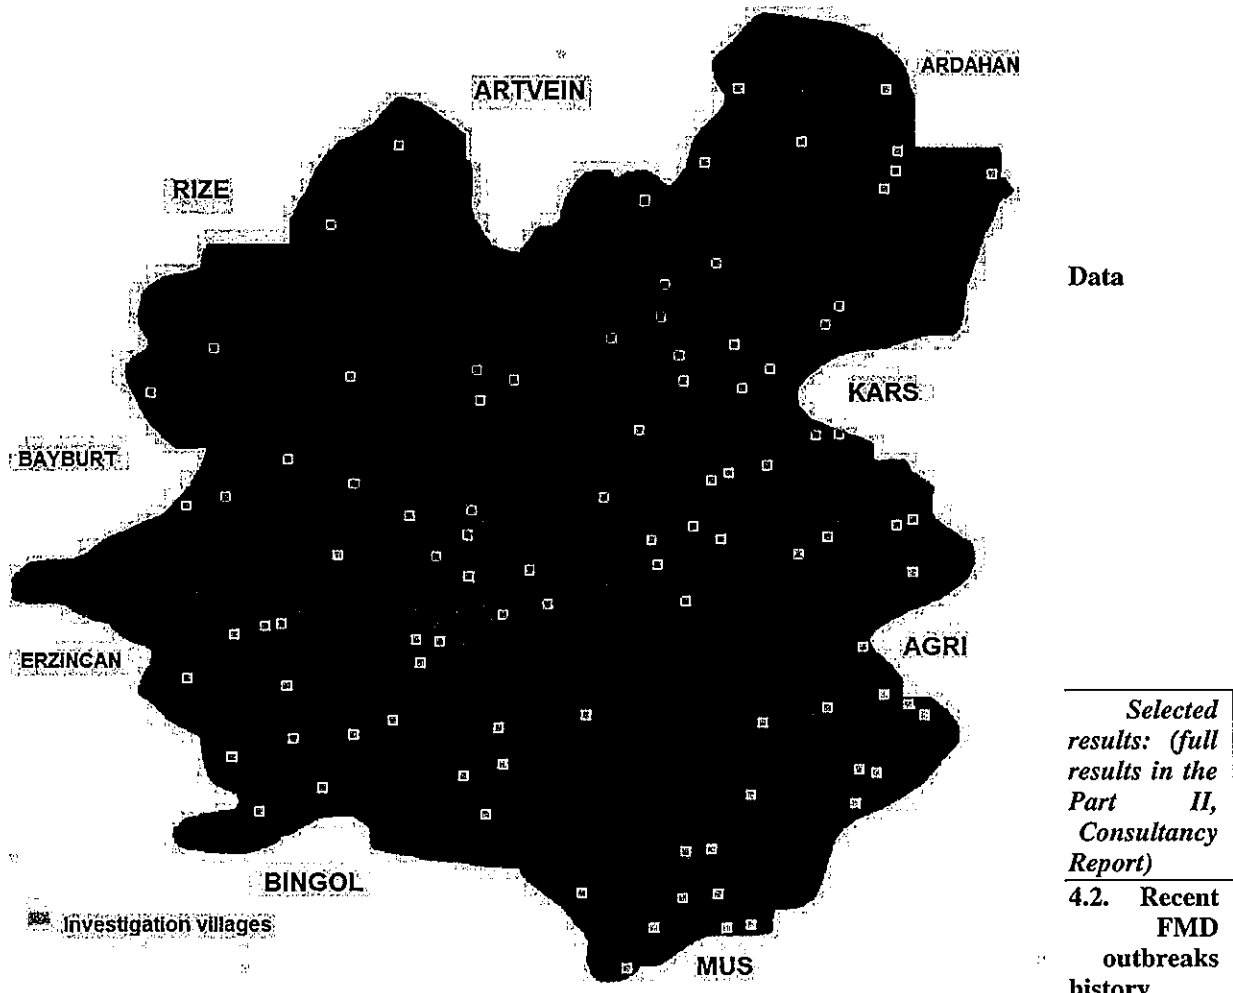 ARDAHAN
ARTVEIN
RIZE
KARS
BAYBURT
AGRI
ERZINCAN
BINGOL
Investigation villages
MUS
Data
Selected
results: (full
results in the
Part II,
Consultancy
Report)
4.2. Recent
FMD
outbreaks
history